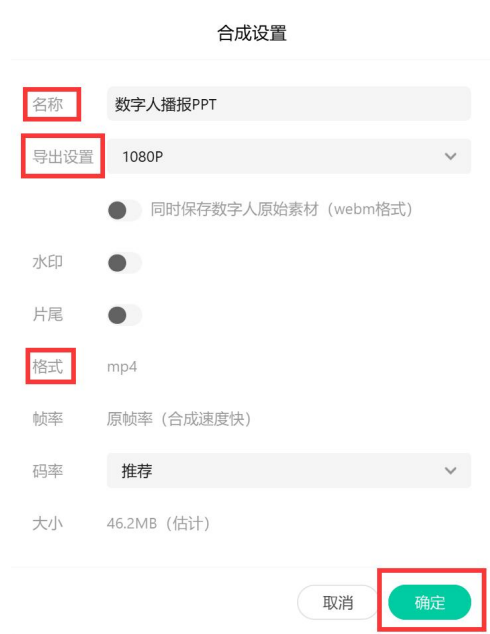 合成设置
名称 数字人播报PPT
导出设置 1080P
同时保存数字人原始素材（webm格式）
水印
片尾
格式 mp4
帧率 原帧率（合成速度快）
码率 推荐
大小 46.2MB（估计）
取消 确定